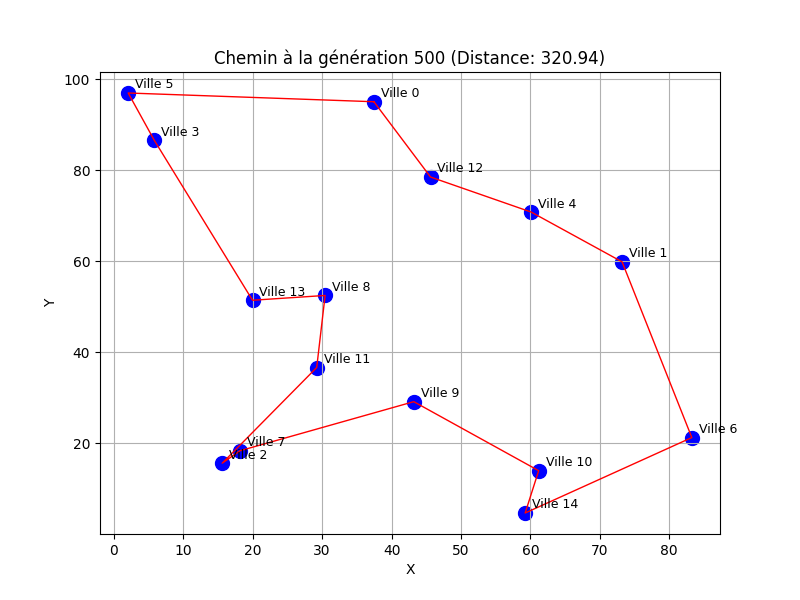 Chemin à la génération 500 (Distance: 320.94)
100
80
60
40
20
Y
Ville 5
Ville 0
Ville 3
Ville 12
Ville 4
Ville 1
Ville 13
Ville 8
Ville 11
Ville 9
Ville 6
Ville 7
Ville 2
Ville 10
Ville 14
0
10
20
30
40
50
60
70
80
X